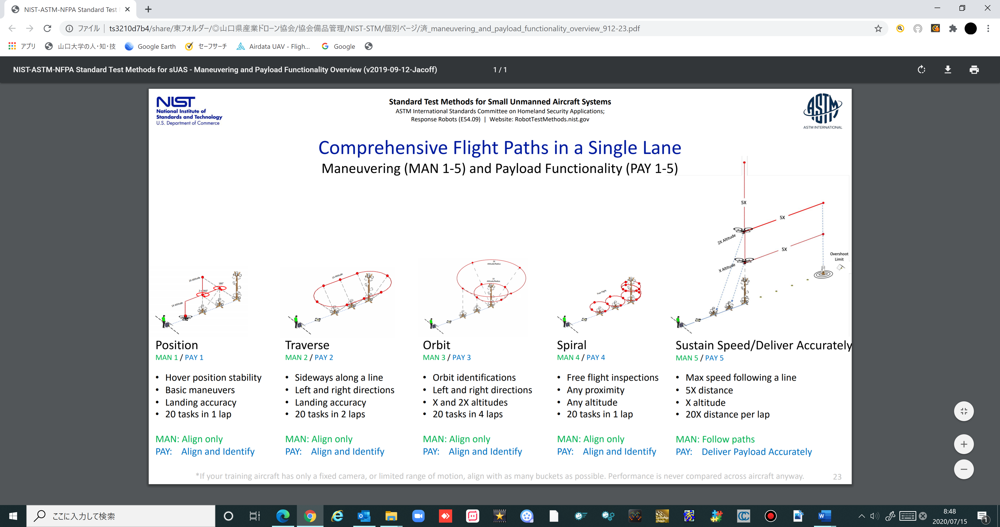 NIST-ASTM-NFPA Standard Test
ファイル
ts3210d7b4/share/東フォルダー/◎山口県産業ドローン協会/協会備品管理/NIST-STM/個別ページ/済_maneuvering_and_payload_functionality_overview_912-23.pdf
アプリ 山口大学の人・知・技 Google Earth セーフサーチ Airdata UAV - Fligh... Google
NIST-ASTM-NFPA Standard Test Methods for sUAS - Maneuvering and Payload Functionality Overview (v2019-09-12-Jacoff) 1 / 1
NIST
National Institute of
Standards and Technology
U.S. Department of Commerce
Standard Test Methods for Small Unmanned Aircraft Systems
ASTM International Standards Committee on Homeland Security Applications;
Response Robots (E54.09) | Website: RobotTestMethods.nist.gov
ASTM
ASTM INTERNATIONAL
Comprehensive Flight Paths in a Single Lane
Maneuvering (MAN 1-5) and Payload Functionality (PAY 1-5)
2X Altitude
180°
2 x 360°
1X Altitude
1X Altitude
2X
Altitude/Radius
1X
Altitude/Radius
Free Flight
5X
5X
2X Altitude
5X
X Altitude
Overshoot
Limit
Position
MAN 1 / PAY 1
• Hover position stability
• Basic maneuvers
• Landing accuracy
• 20 tasks in 1 lap
MAN: Align only
PAY: Align and Identify
Traverse
MAN 2 / PAY 2
• Sideways along a line
• Left and right directions
• Landing accuracy
• 20 tasks in 2 laps
MAN: Align only
PAY: Align and Identify
Orbit
MAN 3 / PAY 3
• Orbit identifications
• Left and right directions
• X and 2X altitudes
• 20 tasks in 4 laps
MAN: Align only
PAY: Align and Identify
Spiral
MAN 4 / PAY 4
• Free flight inspections
• Any proximity
• Any altitude
• 20 tasks in 1 lap
MAN: Align only
PAY: Align and Identify
Sustain Speed/Deliver Accurately
MAN 5 / PAY 5
• Max speed following a line
• 5X distance
• X altitude
• 20X distance per lap
MAN: Follow paths
PAY: Deliver Payload Accurately
*If your training aircraft has only a fixed camera, or limited range of motion, align with as many buckets as possible. Performance is never compared across aircraft anyway.
23
ここに入力して検索
LaserMap
Viewer
秀
8:48
2020/07/15
1